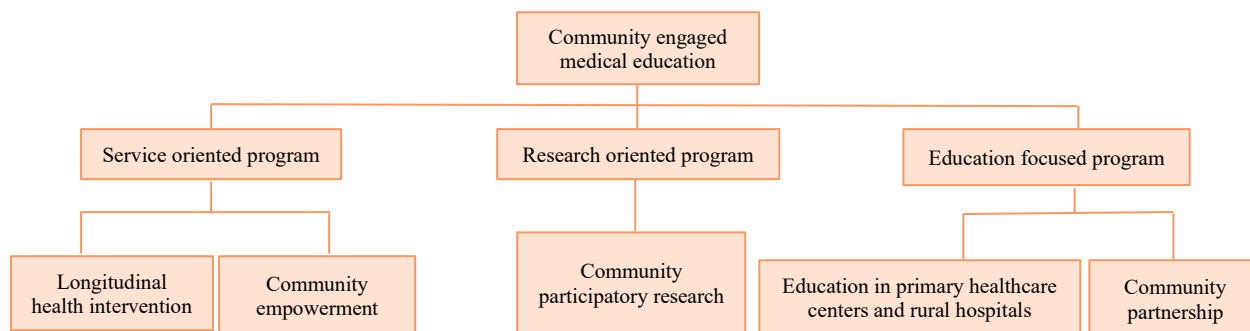 Community engaged
medical education
Service oriented program
Research oriented program
Education focused program
Longitudinal
health intervention
Community
empowerment
Community
participatory research
Education in primary healthcare
centers and rural hospitals
Community
partnership